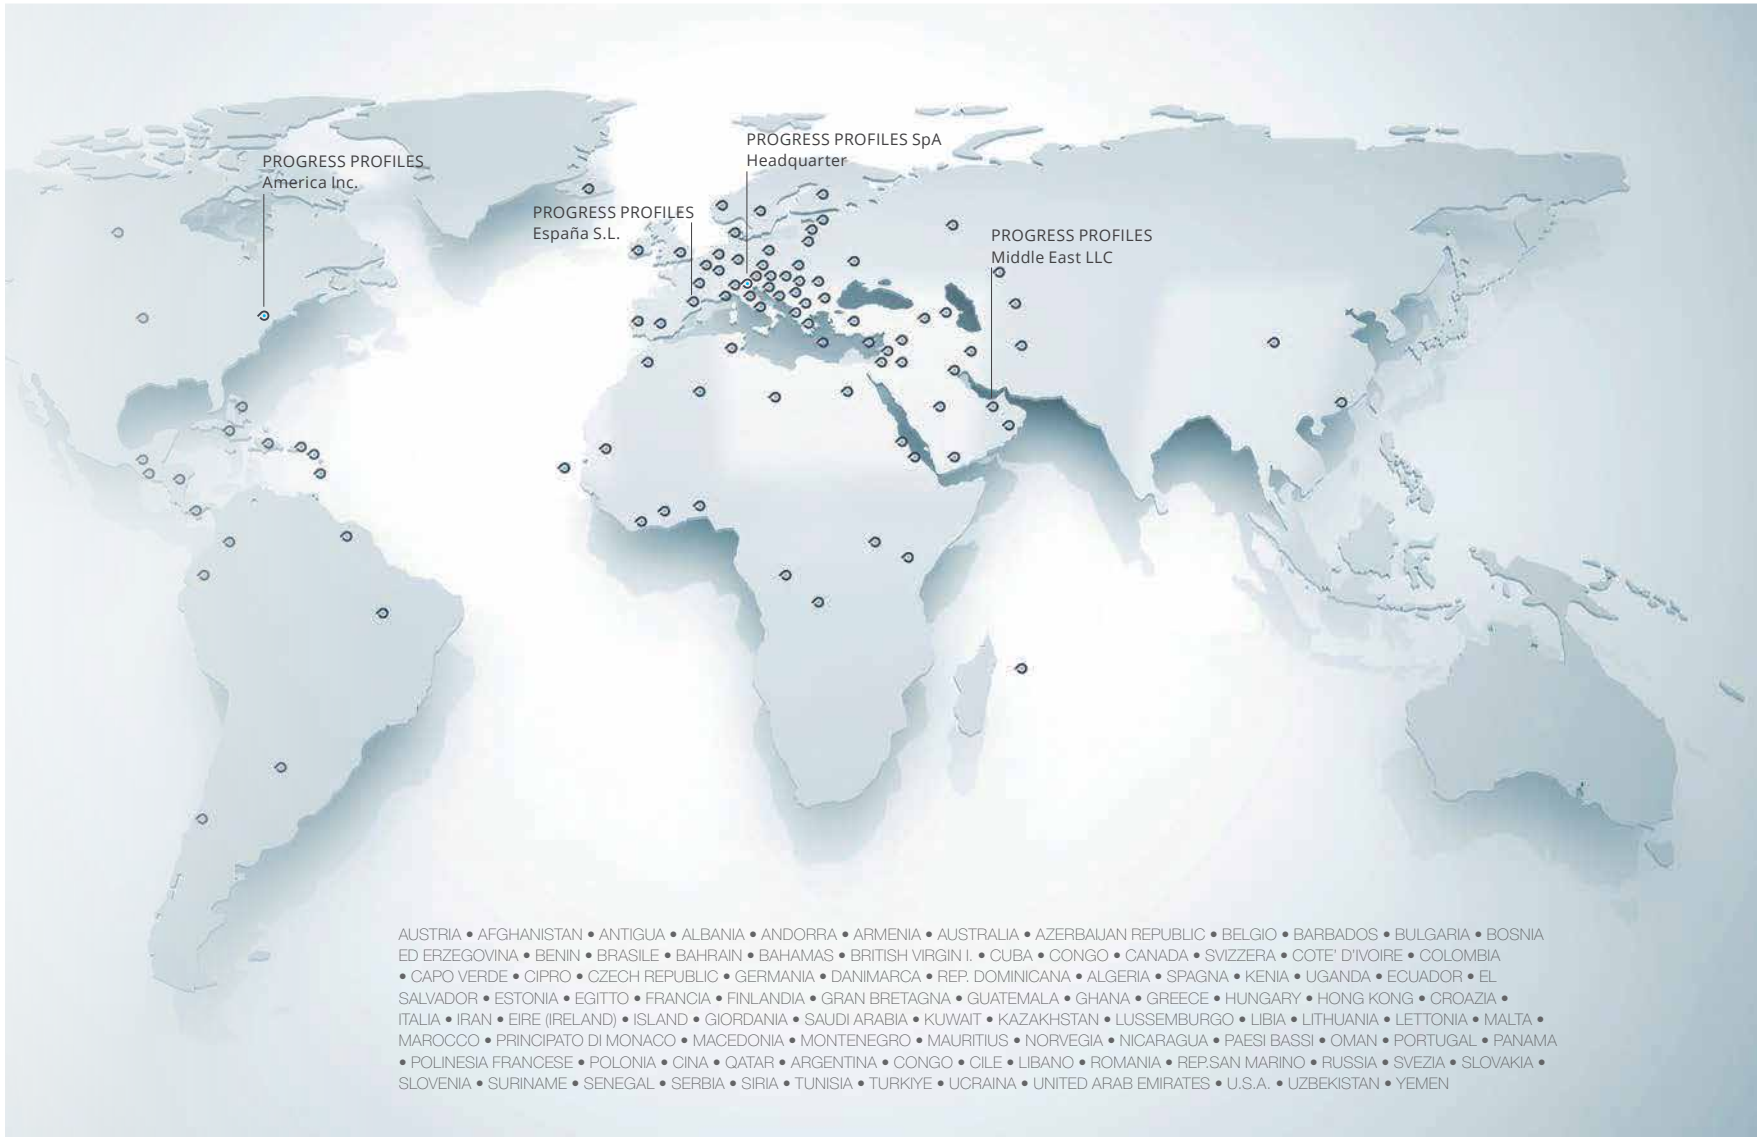 PROGRESS PROFILES SpA
Headquarter
PROGRESS PROFILES
America Inc.
PROGRESS PROFILES
España S.L.
PROGRESS PROFILES
Middle East LLC
AUSTRIA • AFGHANISTAN • ANTIGUA • ALBANIA • ANDORRA • ARMENIA • AUSTRALIA • AZERBAIJAN REPUBLIC • BELGIO • BARBADOS • BULGARIA • BOSNIA
ED ERZEGOVINA • BENIN • BRASILE • BAHRAIN • BAHAMAS • BRITISH VIRGIN I. • CUBA • CONGO • CANADA • SVIZZERA • COTE' D'IVOIRE • COLOMBIA
• CAPO VERDE • CIPRO • CZECH REPUBLIC • GERMANIA • DANIMARCA • REP. DOMINICANA • ALGERIA • SPAGNA • KENIA • UGANDA • ECUADOR • EL
SALVADOR • ESTONIA • EGITTO • FRANCIA • FINLANDIA • GRAN BRETAGNA • GUATEMALA • GHANA • GREECE • HUNGARY • HONG KONG • CROAZIA •
ITALIA • IRAN • EIRE (IRELAND) • ISLAND • GIORDANIA • SAUDI ARABIA • KUWAIT • KAZAKHSTAN • LUSSEMBURGO • LIBIA • LITHUANIA • LETTONIA • MALTA •
MAROCCO • PRINCIPATO DI MONACO • MACEDONIA • MONTENEGRO • MAURITIUS • NORVEGIA • NICARAGUA • PAESI BASSI • OMAN • PORTUGAL • PANAMA
• POLINESIA FRANCESE • POLONIA • CINA • QATAR • ARGENTINA • CONGO • CILE • LIBANO • ROMANIA • REP.SAN MARINO • RUSSIA • SVEZIA • SLOVAKIA •
SLOVENIA • SURINAME • SENEGAL • SERBIA • SIRIA • TUNISIA • TURKIYE • UCRAINA • UNITED ARAB EMIRATES • U.S.A. • UZBEKISTAN • YEMEN